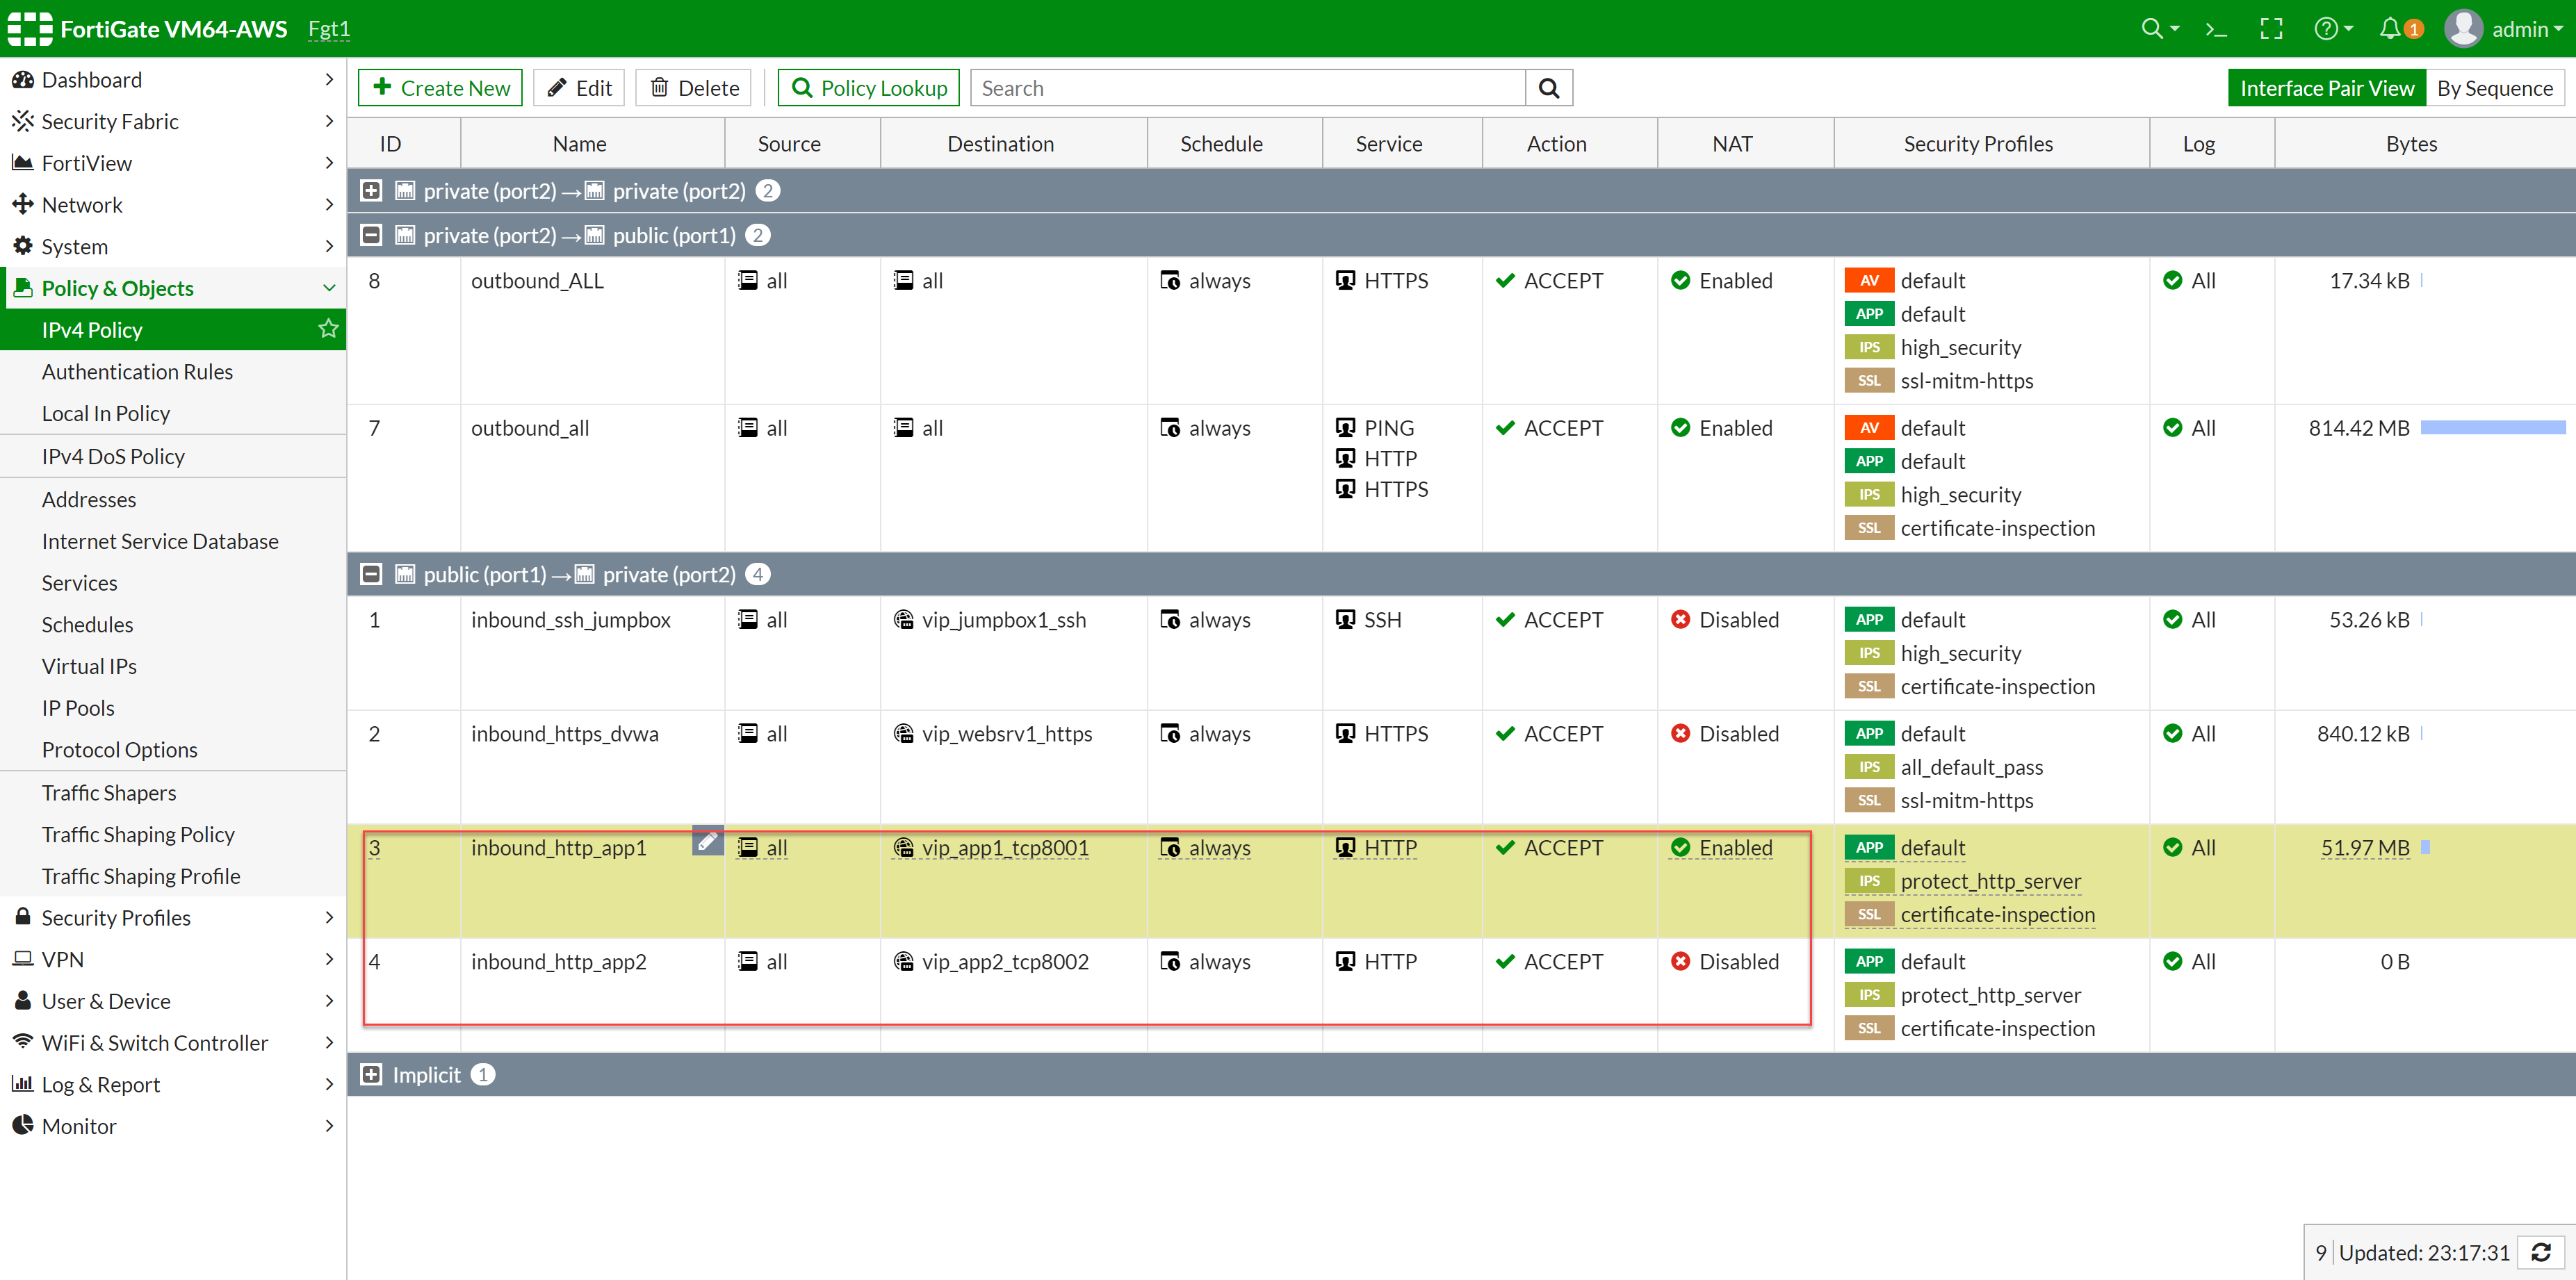 FortiGate VM64-AWS Fgt1
1 admin
Dashboard
Security Fabric
FortiView
Network
System
Policy & Objects
IPv4 Policy
Authentication Rules
Local In Policy
IPv4 DoS Policy
Addresses
Internet Service Database
Services
Schedules
Virtual IPs
IP Pools
Protocol Options
Traffic Shapers
Traffic Shaping Policy
Traffic Shaping Profile
Security Profiles
VPN
User & Device
WiFi & Switch Controller
Log & Report
Monitor
Create New Edit Delete Policy Lookup Search Interface Pair View By Sequence
ID Name Source Destination Schedule Service Action NAT Security Profiles Log Bytes
private (port2) → private (port2) 2
private (port2) → public (port1) 2
8 outbound_ALL all all always HTTPS ACCEPT Enabled AV default All 17.34 kB
APP default
IPS high_security
SSL ssl-mitm-https
7 outbound_all all all always PING ACCEPT Enabled AV default All 814.42 MB
HTTP APP default
HTTPS IPS high_security
SSL certificate-inspection
public (port1) → private (port2) 4
1 inbound_ssh_jumpbox all vip_jumpbox1_ssh always SSH ACCEPT Disabled APP default All 53.26 kB
IPS high_security
SSL certificate-inspection
2 inbound_https_dvwa all vip_websrv1_https always HTTPS ACCEPT Disabled APP default All 840.12 kB
IPS all_default_pass
SSL ssl-mitm-https
3 inbound_http_app1 all vip_app1_tcp8001 always HTTP ACCEPT Enabled APP default All 51.97 MB
IPS protect_http_server
SSL certificate-inspection
4 inbound_http_app2 all vip_app2_tcp8002 always HTTP ACCEPT Disabled APP default All 0 B
IPS protect_http_server
SSL certificate-inspection
Implicit 1
9 Updated: 23:17:31